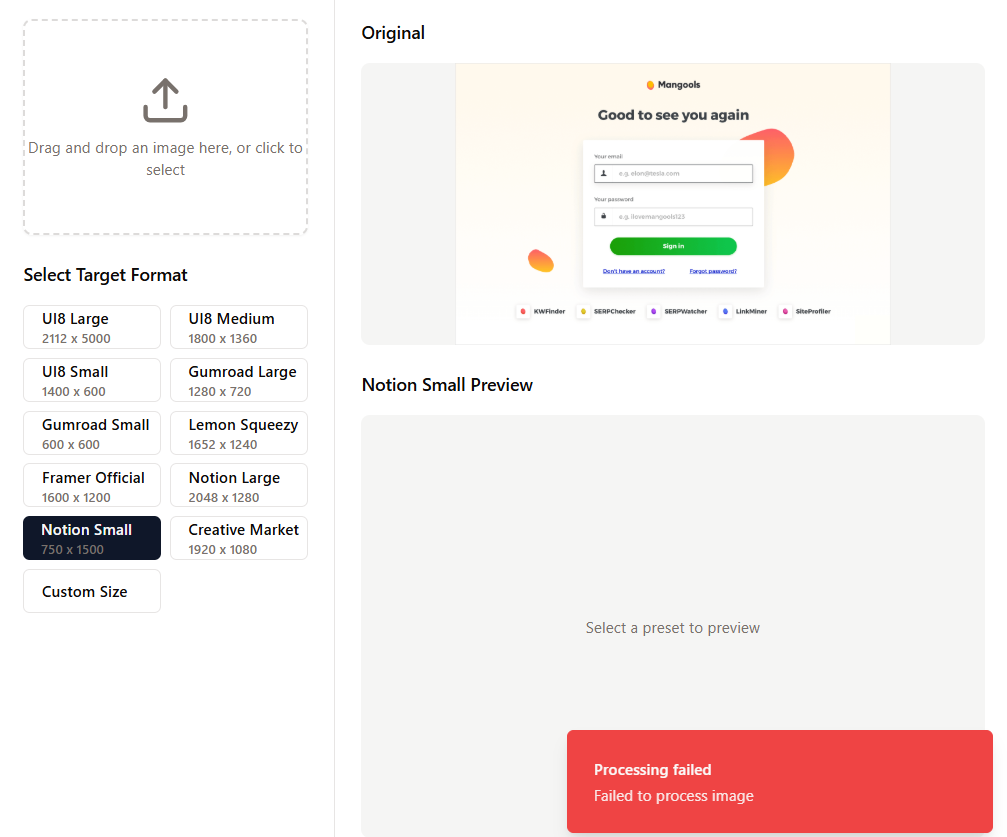 Drag and drop an image here, or click to
select
Select Target Format
UI8 Large
2112 x 5000
UI8 Medium
1800 x 1360
UI8 Small
1400 x 600
Gumroad Large
1280 x 720
Gumroad Small
600 x 600
Lemon Squeezy
1652 x 1240
Framer Official
1600 x 1200
Notion Large
2048 x 1280
Notion Small
750 x 1500
Creative Market
1920 x 1080
Custom Size
Original
Mangools
Good to see you again
Your email
e.g. elon@tesla.com
Your password
e.g. ilovemangools123
Sign in
Don't have an account?
Forgot password?
KWFinder
SERPChecker
SERPWatcher
LinkMiner
SiteProfiler
Notion Small Preview
Select a preset to preview
Processing failed
Failed to process image